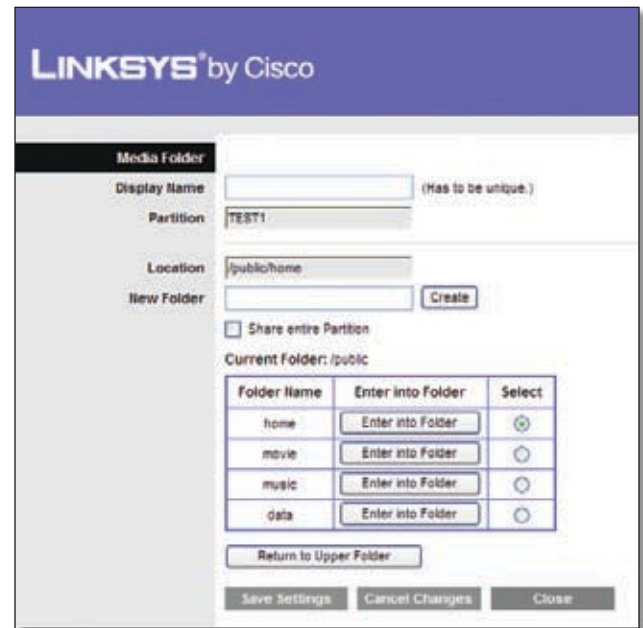 LINKSYS® by Cisco
Media Folder
Display Name (Has to be unique.)
Partition TEST1
Location /public/home
New Folder Create
Share entire Partition
Current Folder: /public
Folder Name Enter into Folder Select
home Enter into Folder
movie Enter into Folder
music Enter into Folder
data Enter into Folder
Return to Upper Folder
Save Settings Cancel Changes Close